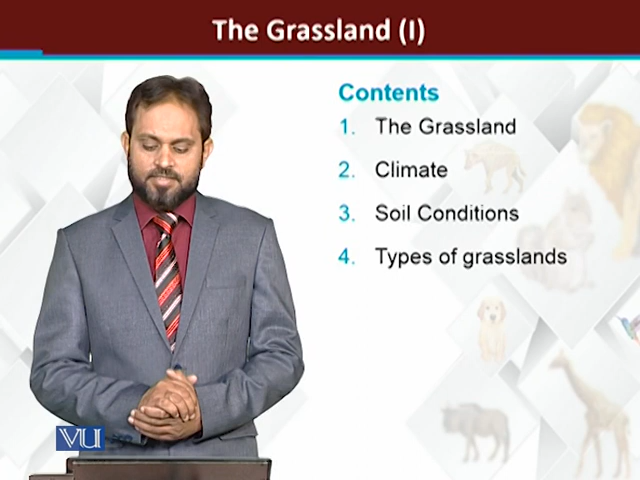 The Grassland (I)
Contents
1. The Grassland
2. Climate
3. Soil Conditions
4. Types of grasslands
VU